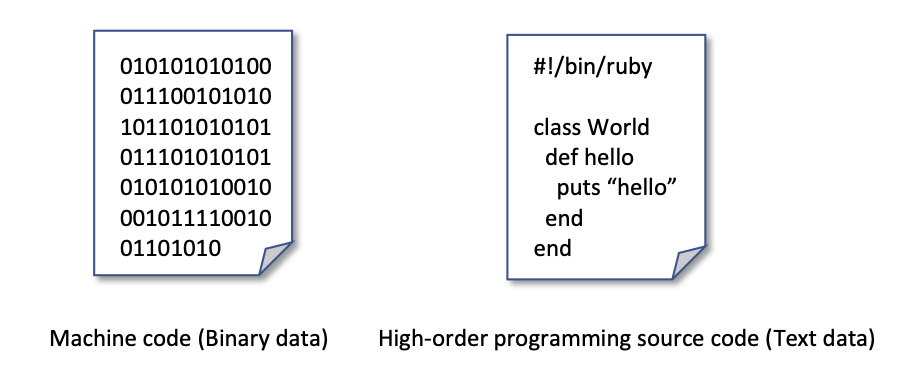 010101010100
011100101010
101101010101
011101010101
010101010010
001011110010
01101010
Machine code (Binary data)
#!/bin/ruby
class World
def hello
puts “hello”
end
end
High-order programming source code (Text data)